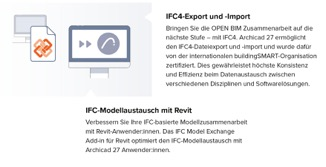 IFC4-Export und -Import
Bringen Sie die OPEN BIM Zusammenarbeit auf die
nächste Stufe – mit IFC4. Archicad 27 ermöglicht
den IFC4-Dateiexport und -import und wurde dafür
von der internationalen buildingSMART-Organisation
zertifiziert. Dies gewährleistet höchste Konsistenz
und Effizienz beim Datenaustausch zwischen
verschiedenen Disziplinen und Softwarelösungen.
IFC-Modellaustausch mit Revit
Verbessern Sie Ihre IFC-basierte Modellzusammenarbeit
mit Revit-Anwender:innen. Das IFC Model Exchange
Add-in für Revit optimiert den IFC-Modellaustausch mit
Archicad 27 Anwender:innen.